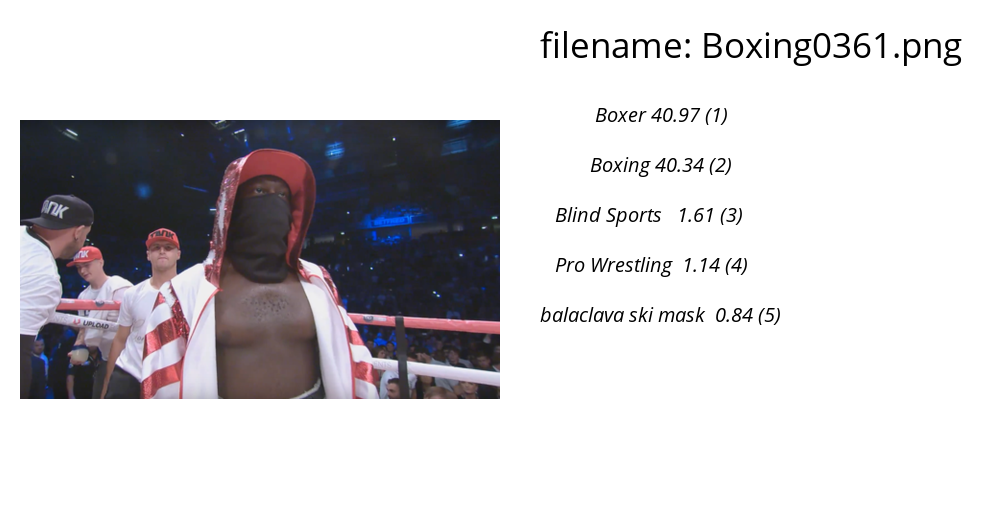 filename: Boxing0361.png
Boxer 40.97 (1)
Boxing 40.34 (2)
Blind Sports 1.61 (3)
Pro Wrestling 1.14 (4)
balaclava ski mask 0.84 (5)
UPLOAD